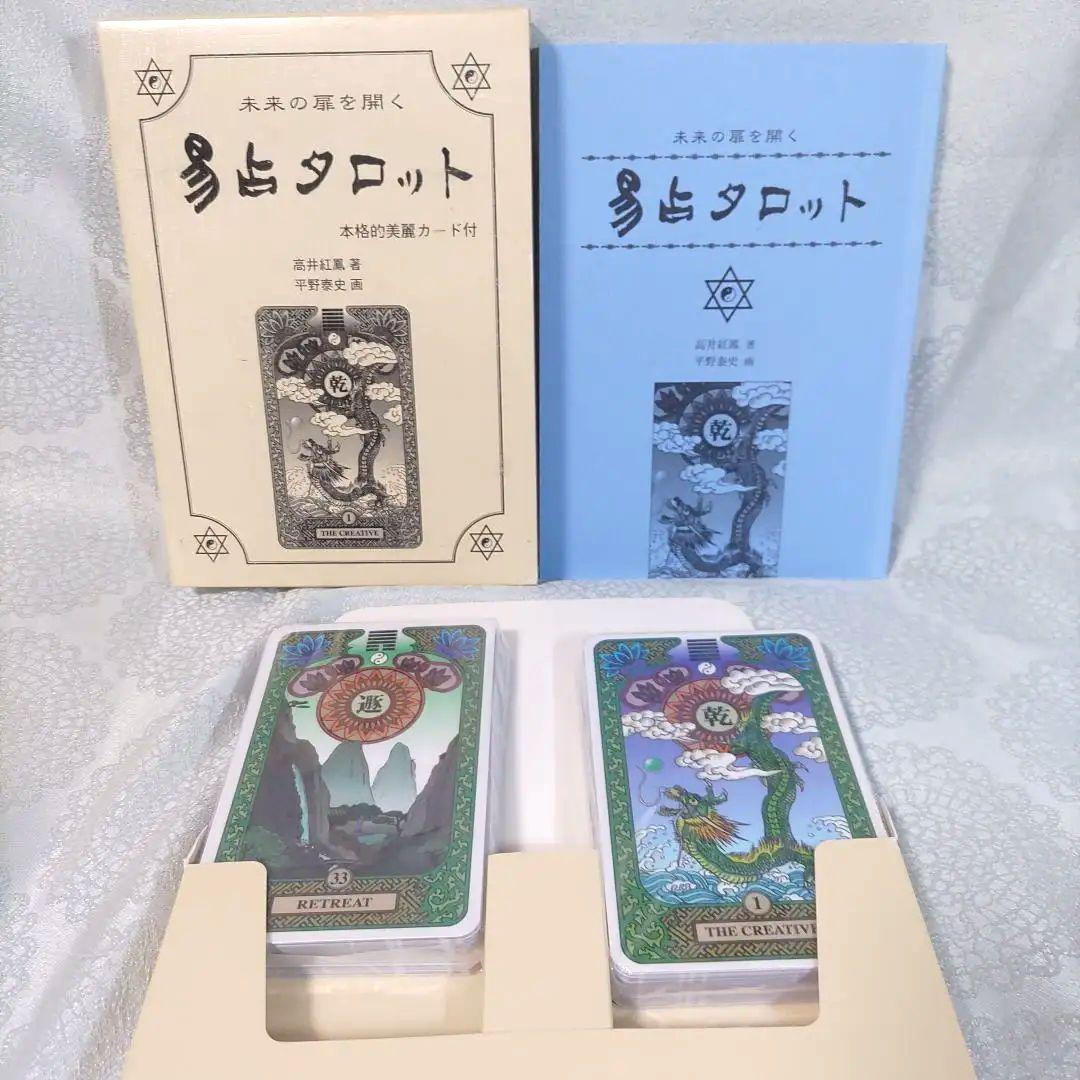 未来の扉を開く
易占タロット
本格的美麗カード付
高井紅鳳 著
平野泰史 画
乾
1
THE CREATIVE
未来の扉を開く
易占タロット
高井紅鳳 著
平野泰史 画
乾
遯
33
RETREAT
乾
1
THE CREATIVE